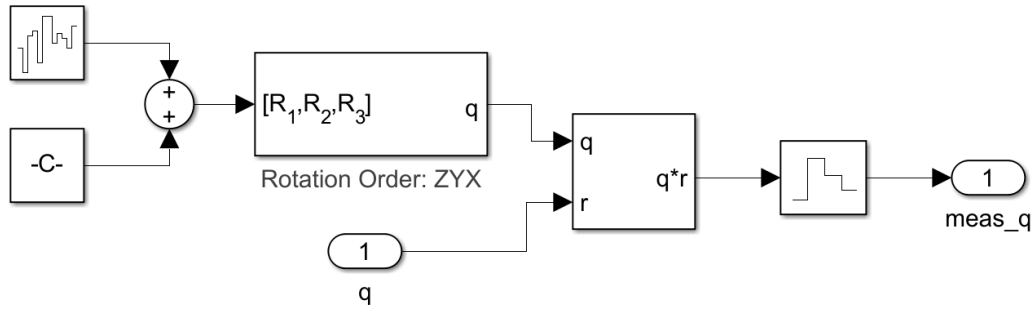 +
+
-C-
[R1,R2,R3]
q
Rotation Order: ZYX
q
r
q*r
1
q
1
meas_q